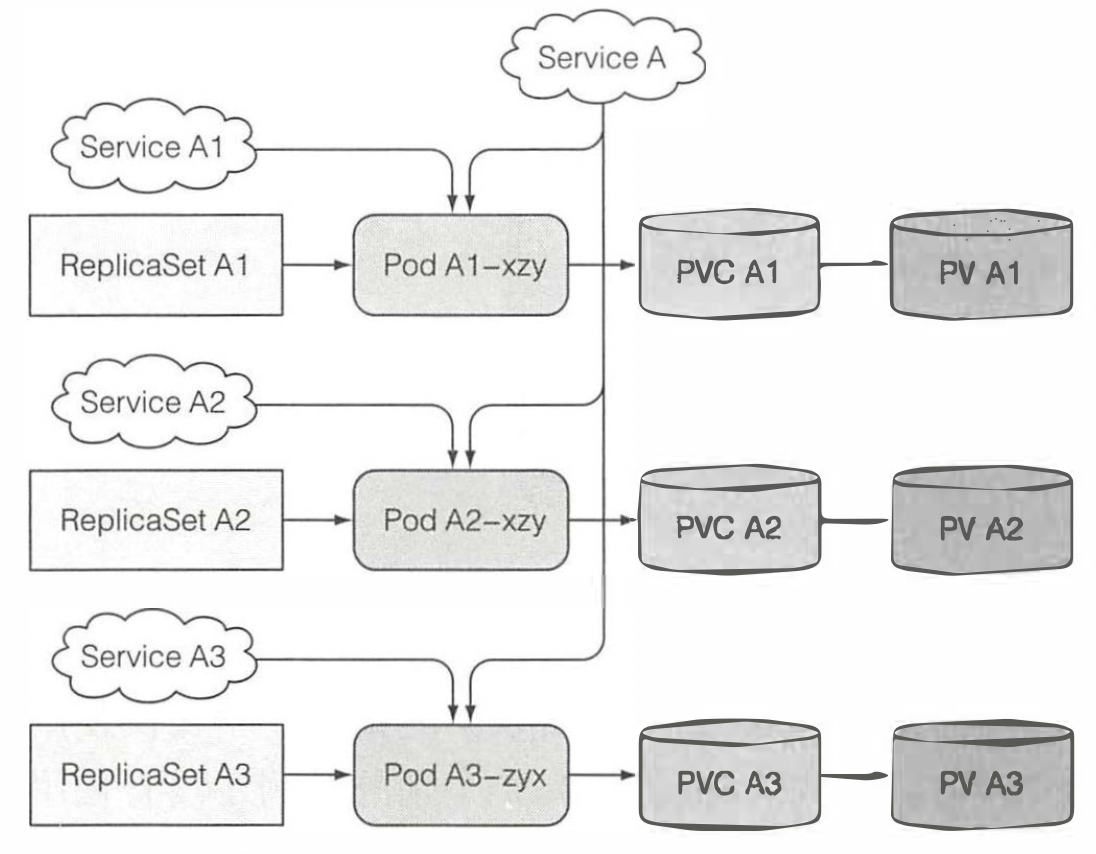 Service A
Service A1
ReplicaSet A1
Pod A1–xzy
PVC A1
PV A1
Service A2
ReplicaSet A2
Pod A2–xzy
PVC A2
PV A2
Service A3
ReplicaSet A3
Pod A3–zyx
PVC A3
PV A3